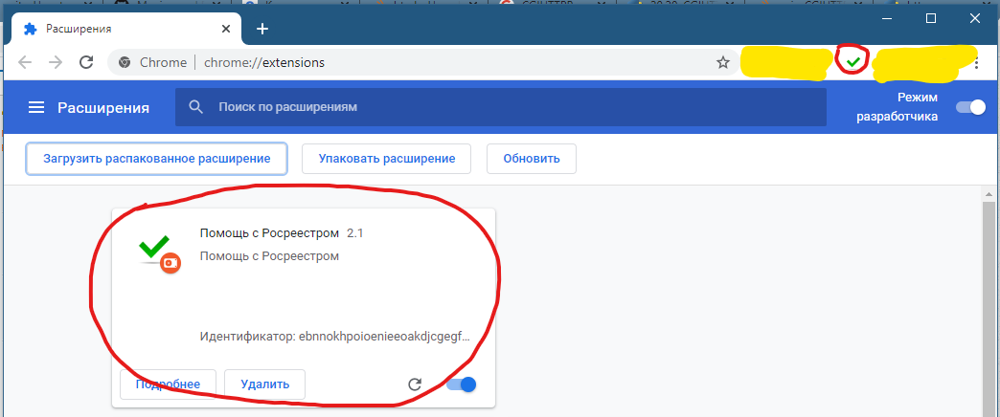 Расширения
Chrome | chrome://extensions
Расширения
Поиск по расширениям
Режим
разработчика
Загрузить распакованное расширение
Упаковать расширение
Обновить
Помощь с Росреестром 2.1
Помощь с Росреестром
Идентификатор: ebnnokhpoioenieeoakdjcgegf...
Подробнее
Удалить